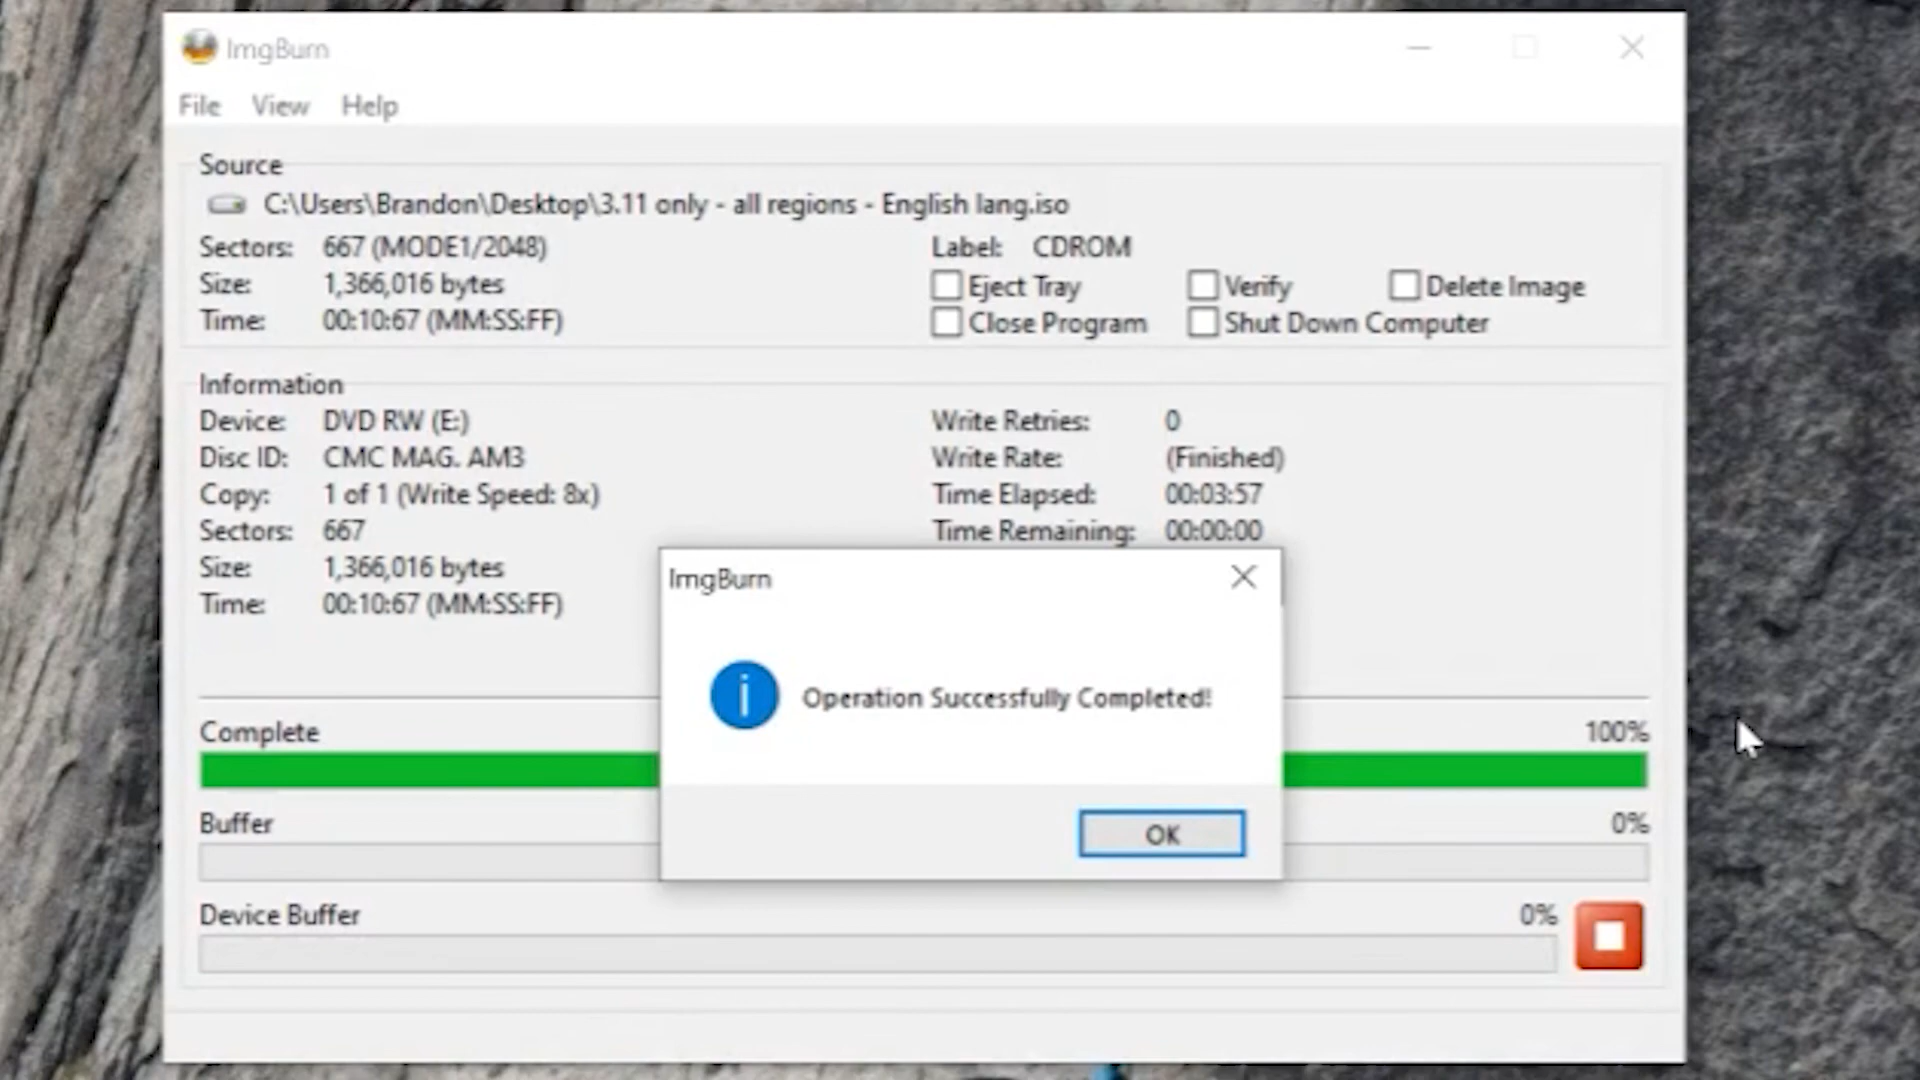 ImgBurn
File View Help
Source
C:\Users\Brandon\Desktop\3.11 only - all regions - English lang.iso
Sectors: 667 (MODE1/2048) Label: CDROM
Size: 1,366,016 bytes Eject Tray Verify Delete Image
Time: 00:10:67 (MM:SS:FF) Close Program Shut Down Computer
Information
Device: DVD RW (E:) Write Retries: 0
Disc ID: CMC MAG. AM3 Write Rate: (Finished)
Copy: 1 of 1 (Write Speed: 8x) Time Elapsed: 00:03:57
Sectors: 667 Time Remaining: 00:00:00
Size: 1,366,016 bytes
Time: 00:10:67 (MM:SS:FF)
ImgBurn
Operation Successfully Completed!
OK
Complete 100%
Buffer 0%
Device Buffer 0%